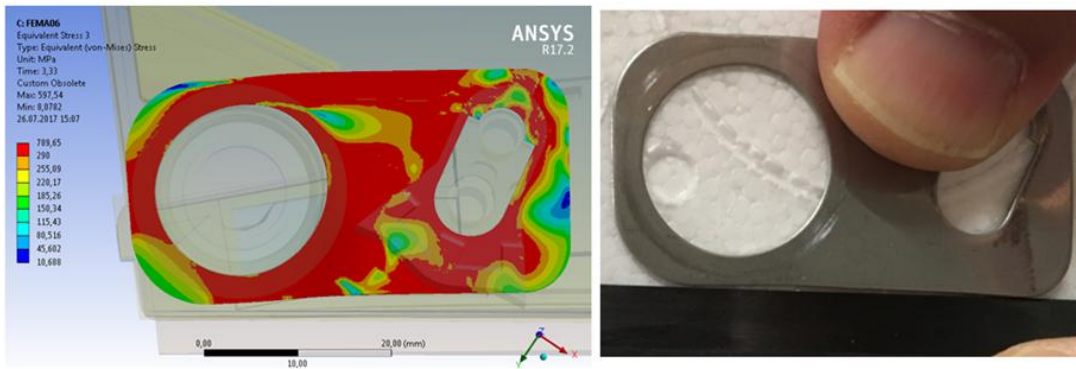 C: FEMA06
Equivalent Stress 3
Type: Equivalent (von-Mises) Stress
Unit: MPa
Time: 3,33
Custom Obsolete
Max: 597,54
Min: 8,0782
26.07.2017 15:07
ANSYS
R17.2
789,65
290
255,09
220,17
185,26
150,34
115,43
80,516
45,602
10,688
0,00
20,00 (mm)
10,00
Z
X
Y